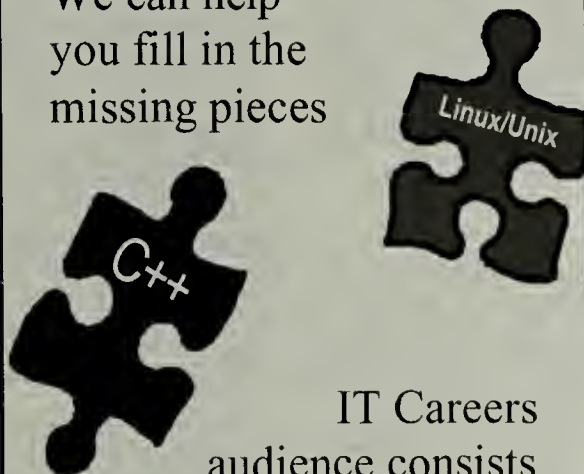 We can help
you fill in the
missing pieces
Linux/Unix
C++
IT Careers
audience consists